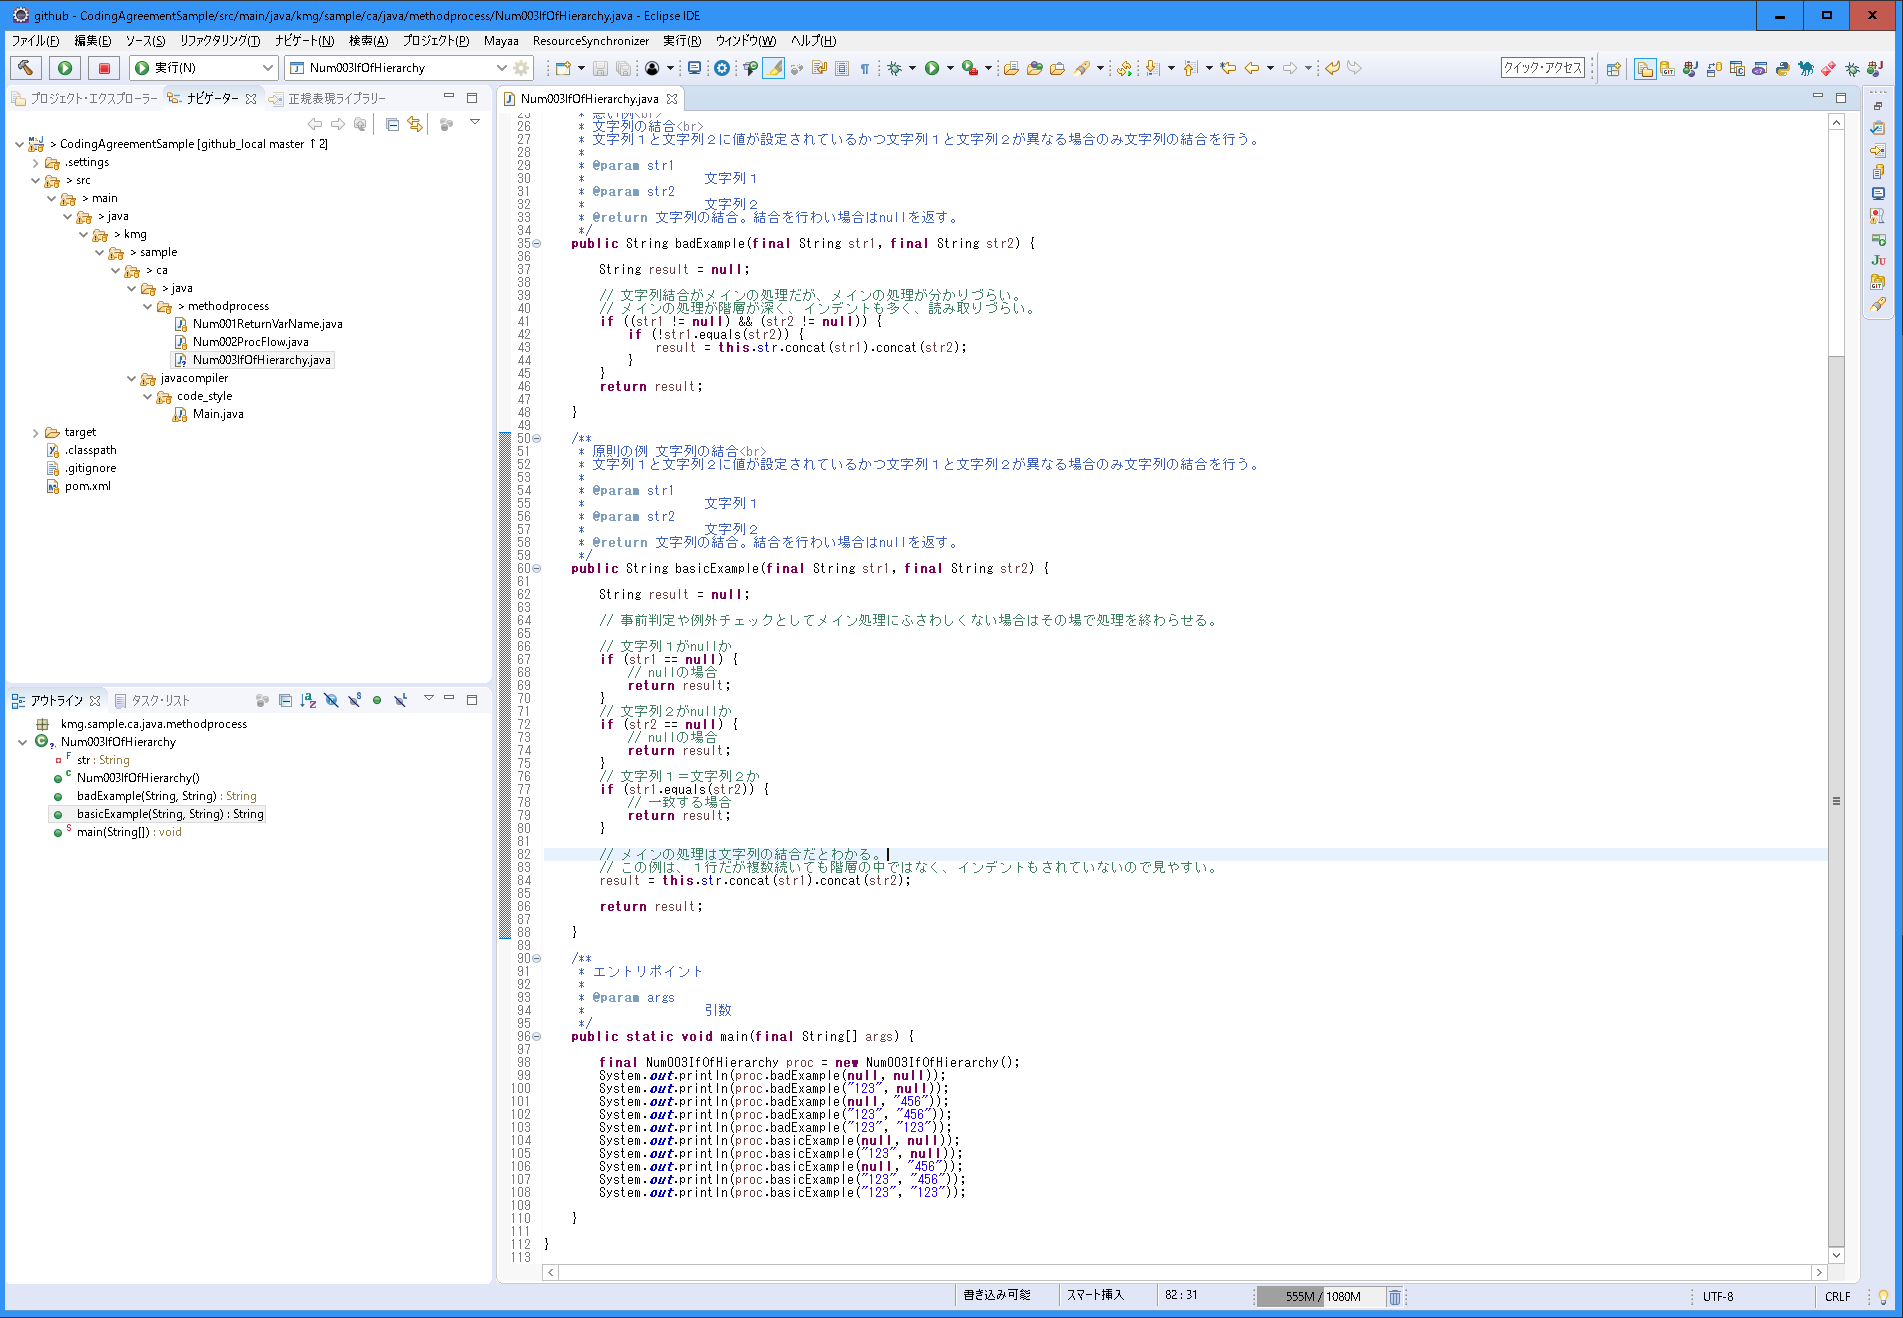 github - CodingAgreementSample/src/main/java/kmg/sample/ca/java/methodprocess/Num003IfOfHierarchy.java - Eclipse IDE
ファイル(F) 編集(E) ソース(S) リファクタリング(T) ナビゲート(N) 検索(A) プロジェクト(P) Mayaa ResourceSynchronizer 実行(R) ウィンドウ(W) ヘルプ(H)
実行(N) Num003IfOfHierarchy クイック・アクセス
プロジェクト・エクスプローラー ナビゲーター 正規表現ライブラリー
> CodingAgreementSample [github_local master ↑2]
.settings
> src
> main
> java
> kmg
> sample
> ca
> java
> methodprocess
Num001ReturnVarName.java
Num002ProcFlow.java
Num003IfOfHierarchy.java
javacompiler
code_style
Main.java
target
.classpath
.gitignore
pom.xml
アウトライン タスク・リスト
kmg.sample.ca.java.methodprocess
Num003IfOfHierarchy
str : String
Num003IfOfHierarchy()
badExample(String, String) : String
basicExample(String, String) : String
main(String[]) : void
Num003IfOfHierarchy.java
25 * 悪い例<br>
26 * 文字列の結合<br>
27 * 文字列１と文字列２に値が設定されているかつ文字列１と文字列２が異なる場合のみ文字列の結合を行う。
28 *
29 * @param str1
30 * 文字列１
31 * @param str2
32 * 文字列２
33 * @return 文字列の結合。結合を行わい場合はnullを返す。
34 */
35 public String badExample(final String str1, final String str2) {
36
37 String result = null;
38
39 // 文字列結合がメインの処理だが、メインの処理が分かりづらい。
40 // メインの処理が階層が深く、インデントも多く、読み取りづらい。
41 if ((str1 != null) && (str2 != null)) {
42 if (!str1.equals(str2)) {
43 result = this.str.concat(str1).concat(str2);
44 }
45 }
46 return result;
47
48 }
49
50 /**
51 * 原則の例 文字列の結合<br>
52 * 文字列１と文字列２に値が設定されているかつ文字列１と文字列２が異なる場合のみ文字列の結合を行う。
53 *
54 * @param str1
55 * 文字列１
56 * @param str2
57 * 文字列２
58 * @return 文字列の結合。結合を行わい場合はnullを返す。
59 */
60 public String basicExample(final String str1, final String str2) {
61
62 String result = null;
63
64 // 事前判定や例外チェックとしてメイン処理にふさわしくない場合はその場で処理を終わらせる。
65
66 // 文字列１がnullか
67 if (str1 == null) {
68 // nullの場合
69 return result;
70 }
71 // 文字列２がnullか
72 if (str2 == null) {
73 // nullの場合
74 return result;
75 }
76 // 文字列１＝文字列２か
77 if (str1.equals(str2)) {
78 // 一致する場合
79 return result;
80 }
81
82 // メインの処理は文字列の結合だとわかる。
83 // この例は、１行だが複数続いても階層の中ではなく、インデントもされていないので見やすい。
84 result = this.str.concat(str1).concat(str2);
85
86 return result;
87
88 }
89
90 /**
91 * エントリポイント
92 *
93 * @param args
94 * 引数
95 */
96 public static void main(final String[] args) {
97
98 final Num003IfOfHierarchy proc = new Num003IfOfHierarchy();
99 System.out.println(proc.badExample(null, null));
100 System.out.println(proc.badExample("123", null));
101 System.out.println(proc.badExample(null, "456"));
102 System.out.println(proc.badExample("123", "456"));
103 System.out.println(proc.badExample("123", "123"));
104 System.out.println(proc.basicExample(null, null));
105 System.out.println(proc.basicExample("123", null));
106 System.out.println(proc.basicExample(null, "456"));
107 System.out.println(proc.basicExample("123", "456"));
108 System.out.println(proc.basicExample("123", "123"));
109
110 }
111
112 }
113
書き込み可能 スマート挿入 82 : 31 555M / 1080M UTF-8 CRLF